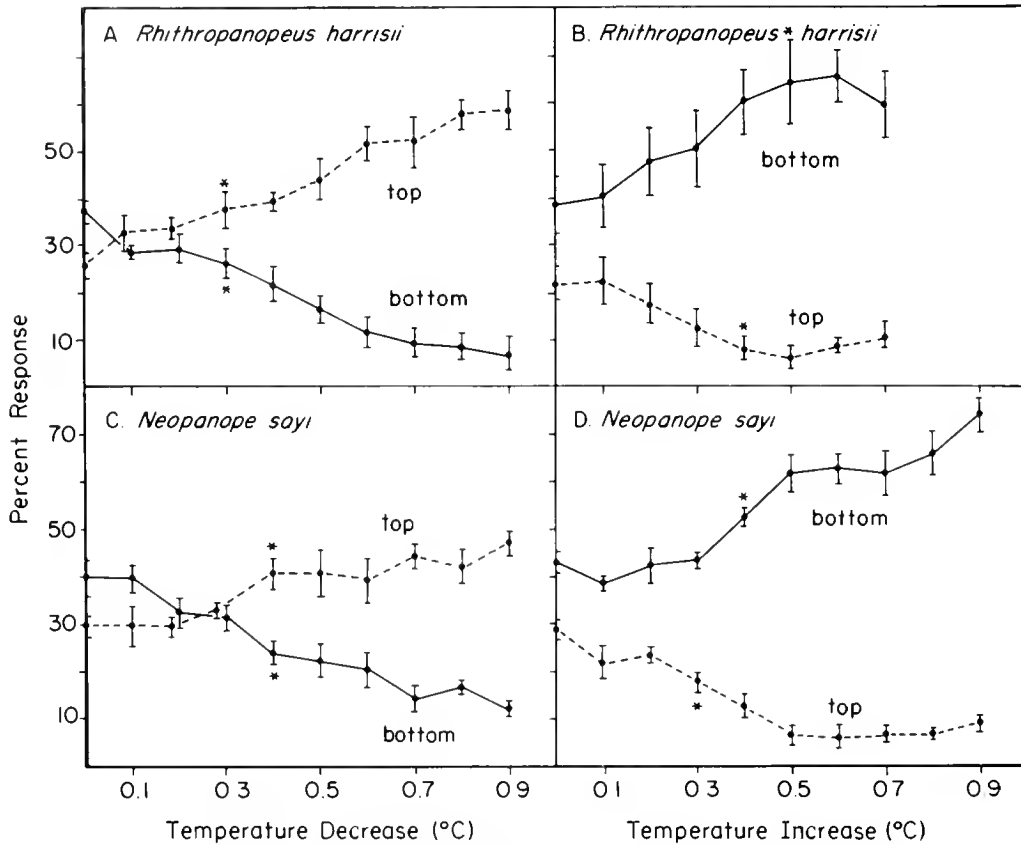 A Rhithropanopeus harrisii
B. Rhithropanopeus * harrisii
50
30
10
*
top
*
bottom
bottom
*
top
Percent Response
C. Neopanope sayi
D. Neopanope sayi
70
50
30
10
*
top
*
bottom
*
bottom
*
top
0.1 0.3 0.5 0.7 0.9
0.1 0.3 0.5 0.7 0.9
Temperature Decrease (°C)
Temperature Increase (°C)